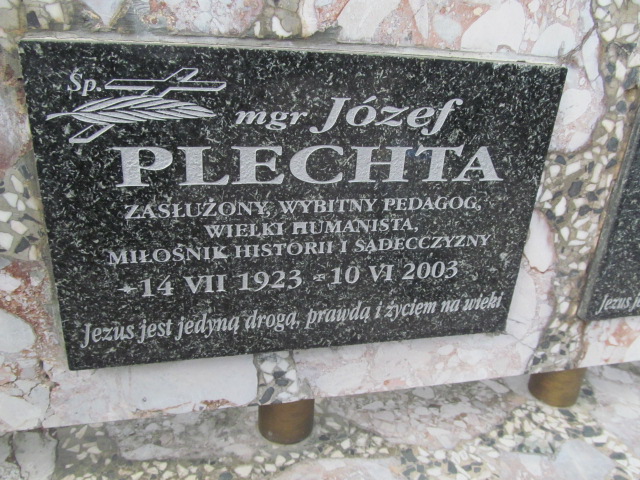 Śp.
mgr Józef
PLECHTA
ZASŁUŻONY, WYBITNY PEDAGOG,
WIELKI HUMANISTA,
MIŁOŚNIK HISTORII I SĄDECCZYZNY
*14 VII 1923 = 10 VI 2003
Jezus jest jedyną drogą, prawdą i życiem na wieki
Jezus j